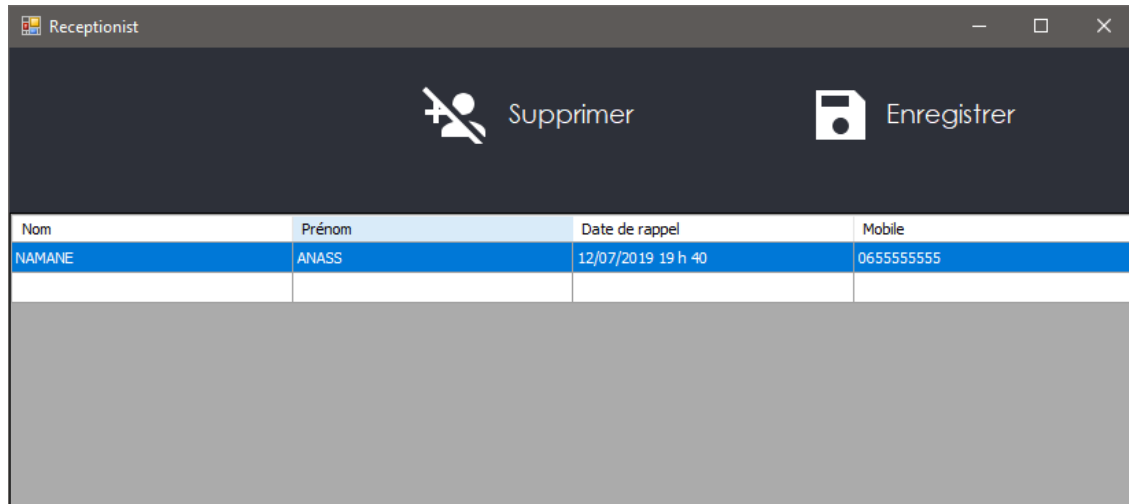 Receptionist
Supprimer Enregistrer
Nom Prénom Date de rappel Mobile
NAMANE ANASS 12/07/2019 19 h 40 0655555555